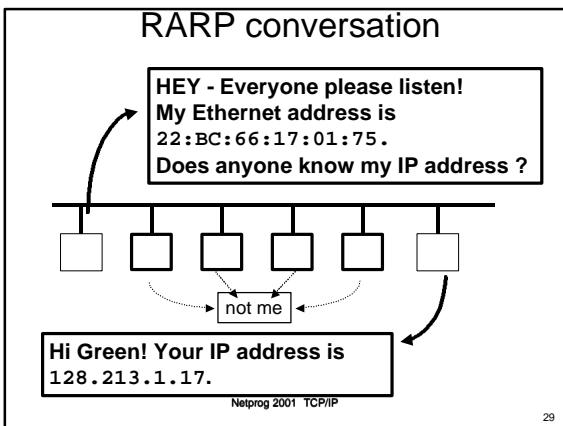 RARP conversation
HEY - Everyone please listen!
My Ethernet address is
22:BC:66:17:01:75.
Does anyone know my IP address ?
not me
Hi Green! Your IP address is
128.213.1.17.
Netprog 2001 TCP/IP
29